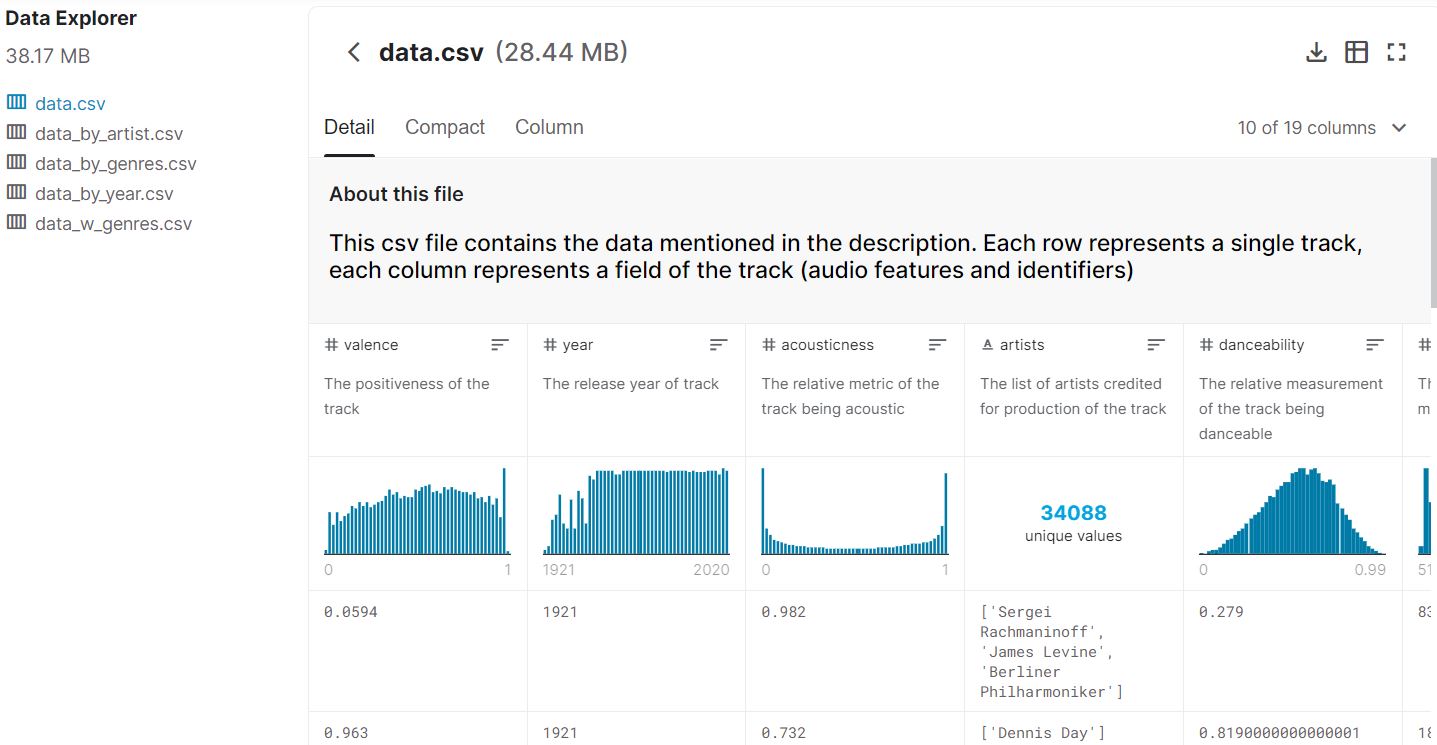 Data Explorer
38.17 MB
data.csv
data_by_artist.csv
data_by_genres.csv
data_by_year.csv
data_w_genres.csv
data.csv (28.44 MB)
Detail Compact Column
10 of 19 columns
About this file
This csv file contains the data mentioned in the description. Each row represents a single track,
each column represents a field of the track (audio features and identifiers)
# valence
The positiveness of the
track
0 1
# year
The release year of track
1921 2020
# acousticness
The relative metric of the
track being acoustic
0 1
A artists
The list of artists credited
for production of the track
34088
unique values
# danceability
The relative measurement
of the track being
danceable
0 0.99
#
0.0594
1921
0.982
['Sergei
Rachmaninoff',
'James Levine',
'Berliner
Philharmoniker']
0.279
0.963
1921
0.732
['Dennis Day']
0.8190000000000001